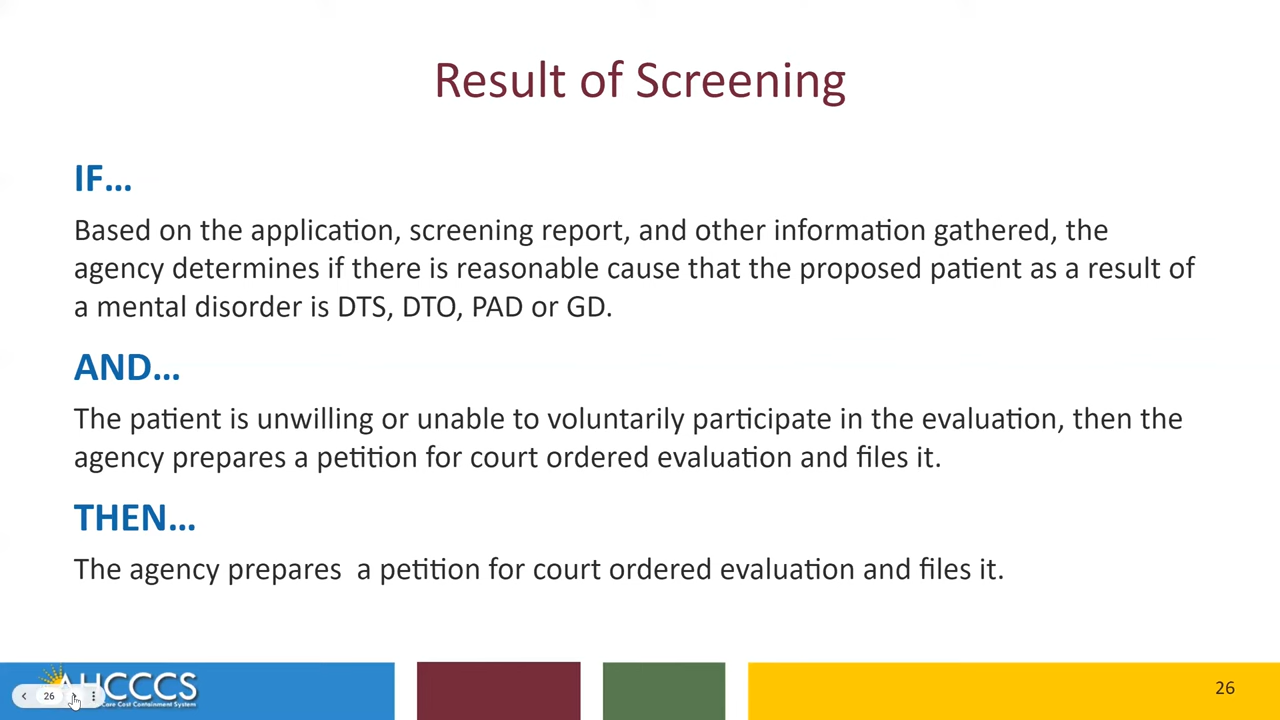 Result of Screening
IF...
Based on the application, screening report, and other information gathered, the
agency determines if there is reasonable cause that the proposed patient as a result of
a mental disorder is DTS, DTO, PAD or GD.
AND...
The patient is unwilling or unable to voluntarily participate in the evaluation, then the
agency prepares a petition for court ordered evaluation and files it.
THEN...
The agency prepares  a petition for court ordered evaluation and files it.
AHCCCS
Care Cost Containment System
26
26